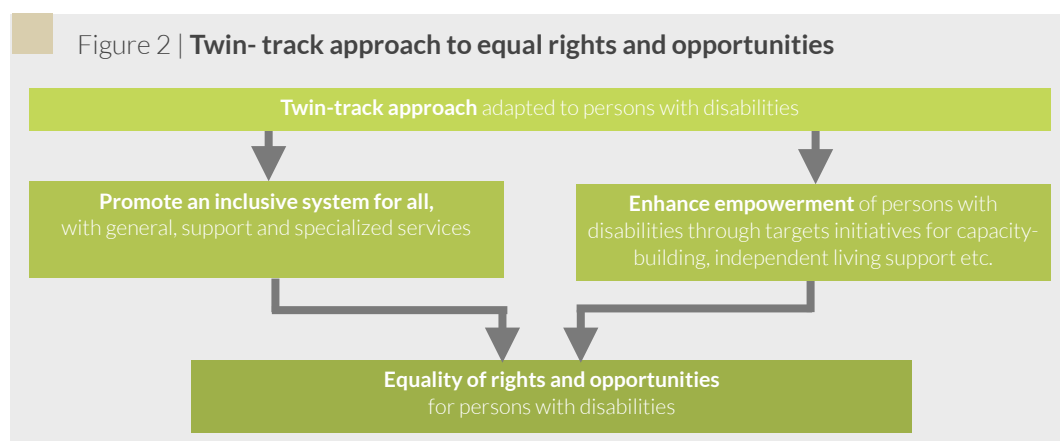 Figure 2 | Twin- track approach to equal rights and opportunities
Twin-track approach adapted to persons with disabilities
Promote an inclusive system for all,
with general, support and specialized services
Enhance empowerment of persons with
disabilities through targets initiatives for capacity-
building, independent living support etc.
Equality of rights and opportunities
for persons with disabilities